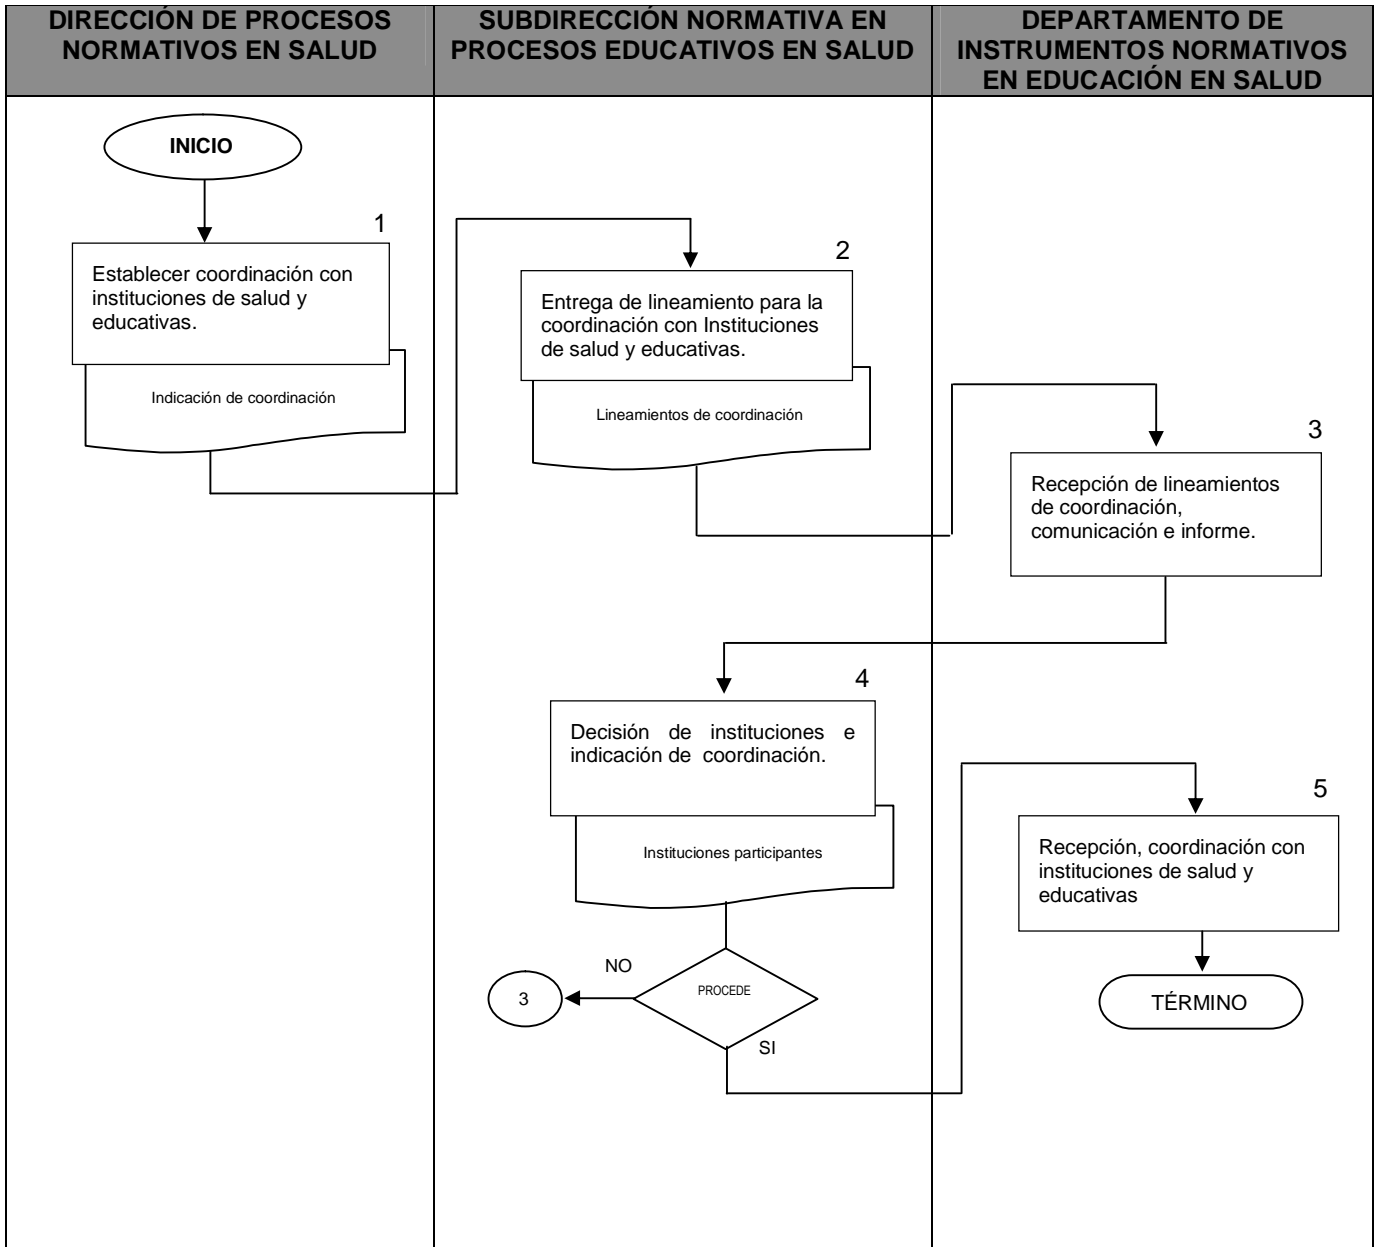 DIRECCIÓN DE PROCESOS
NORMATIVOS EN SALUD
SUBDIRECCIÓN NORMATIVA EN
PROCESOS EDUCATIVOS EN SALUD
DEPARTAMENTO DE
INSTRUMENTOS NORMATIVOS
EN EDUCACIÓN EN SALUD
INICIO
1
Establecer coordinación con
instituciones de salud y
educativas.
Indicación de coordinación
2
Entrega de lineamiento para la
coordinación con Instituciones
de salud y educativas.
Lineamientos de coordinación
3
Recepción de lineamientos
de coordinación,
comunicación e informe.
4
Decisión de instituciones e
indicación de coordinación.
Instituciones participantes
PROCEDE
NO
3
SI
5
Recepción, coordinación con
instituciones de salud y
educativas
TÉRMINO